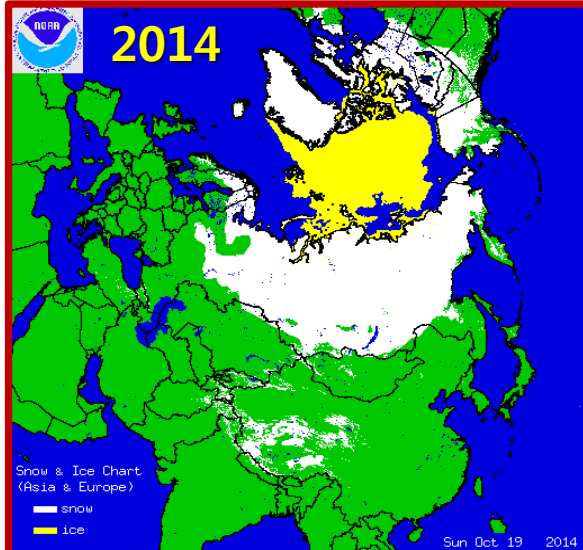 NOAA
2014
Snow & Ice Chart
(Asia & Europe)
snow
ice
Sun Oct 19 2014